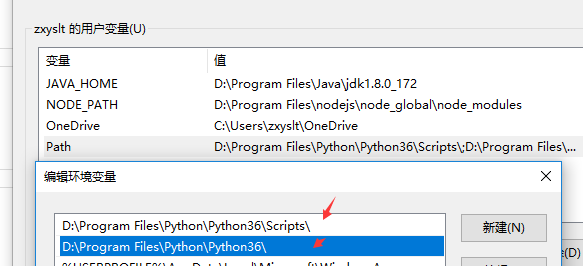 zxyslt 的用户变量(U)
变量 值
JAVA_HOME D:\Program Files\Java\jdk1.8.0_172
NODE_PATH D:\Program Files\nodejs\node_global\node_modules
OneDrive C:\Users\zxyslt\OneDrive
Path D:\Program Files\Python\Python36\Scripts\;D:\Program Files\...
编辑环境变量
D:\Program Files\Python\Python36\Scripts\
新建(N)
D:\Program Files\Python\Python36\
(D)